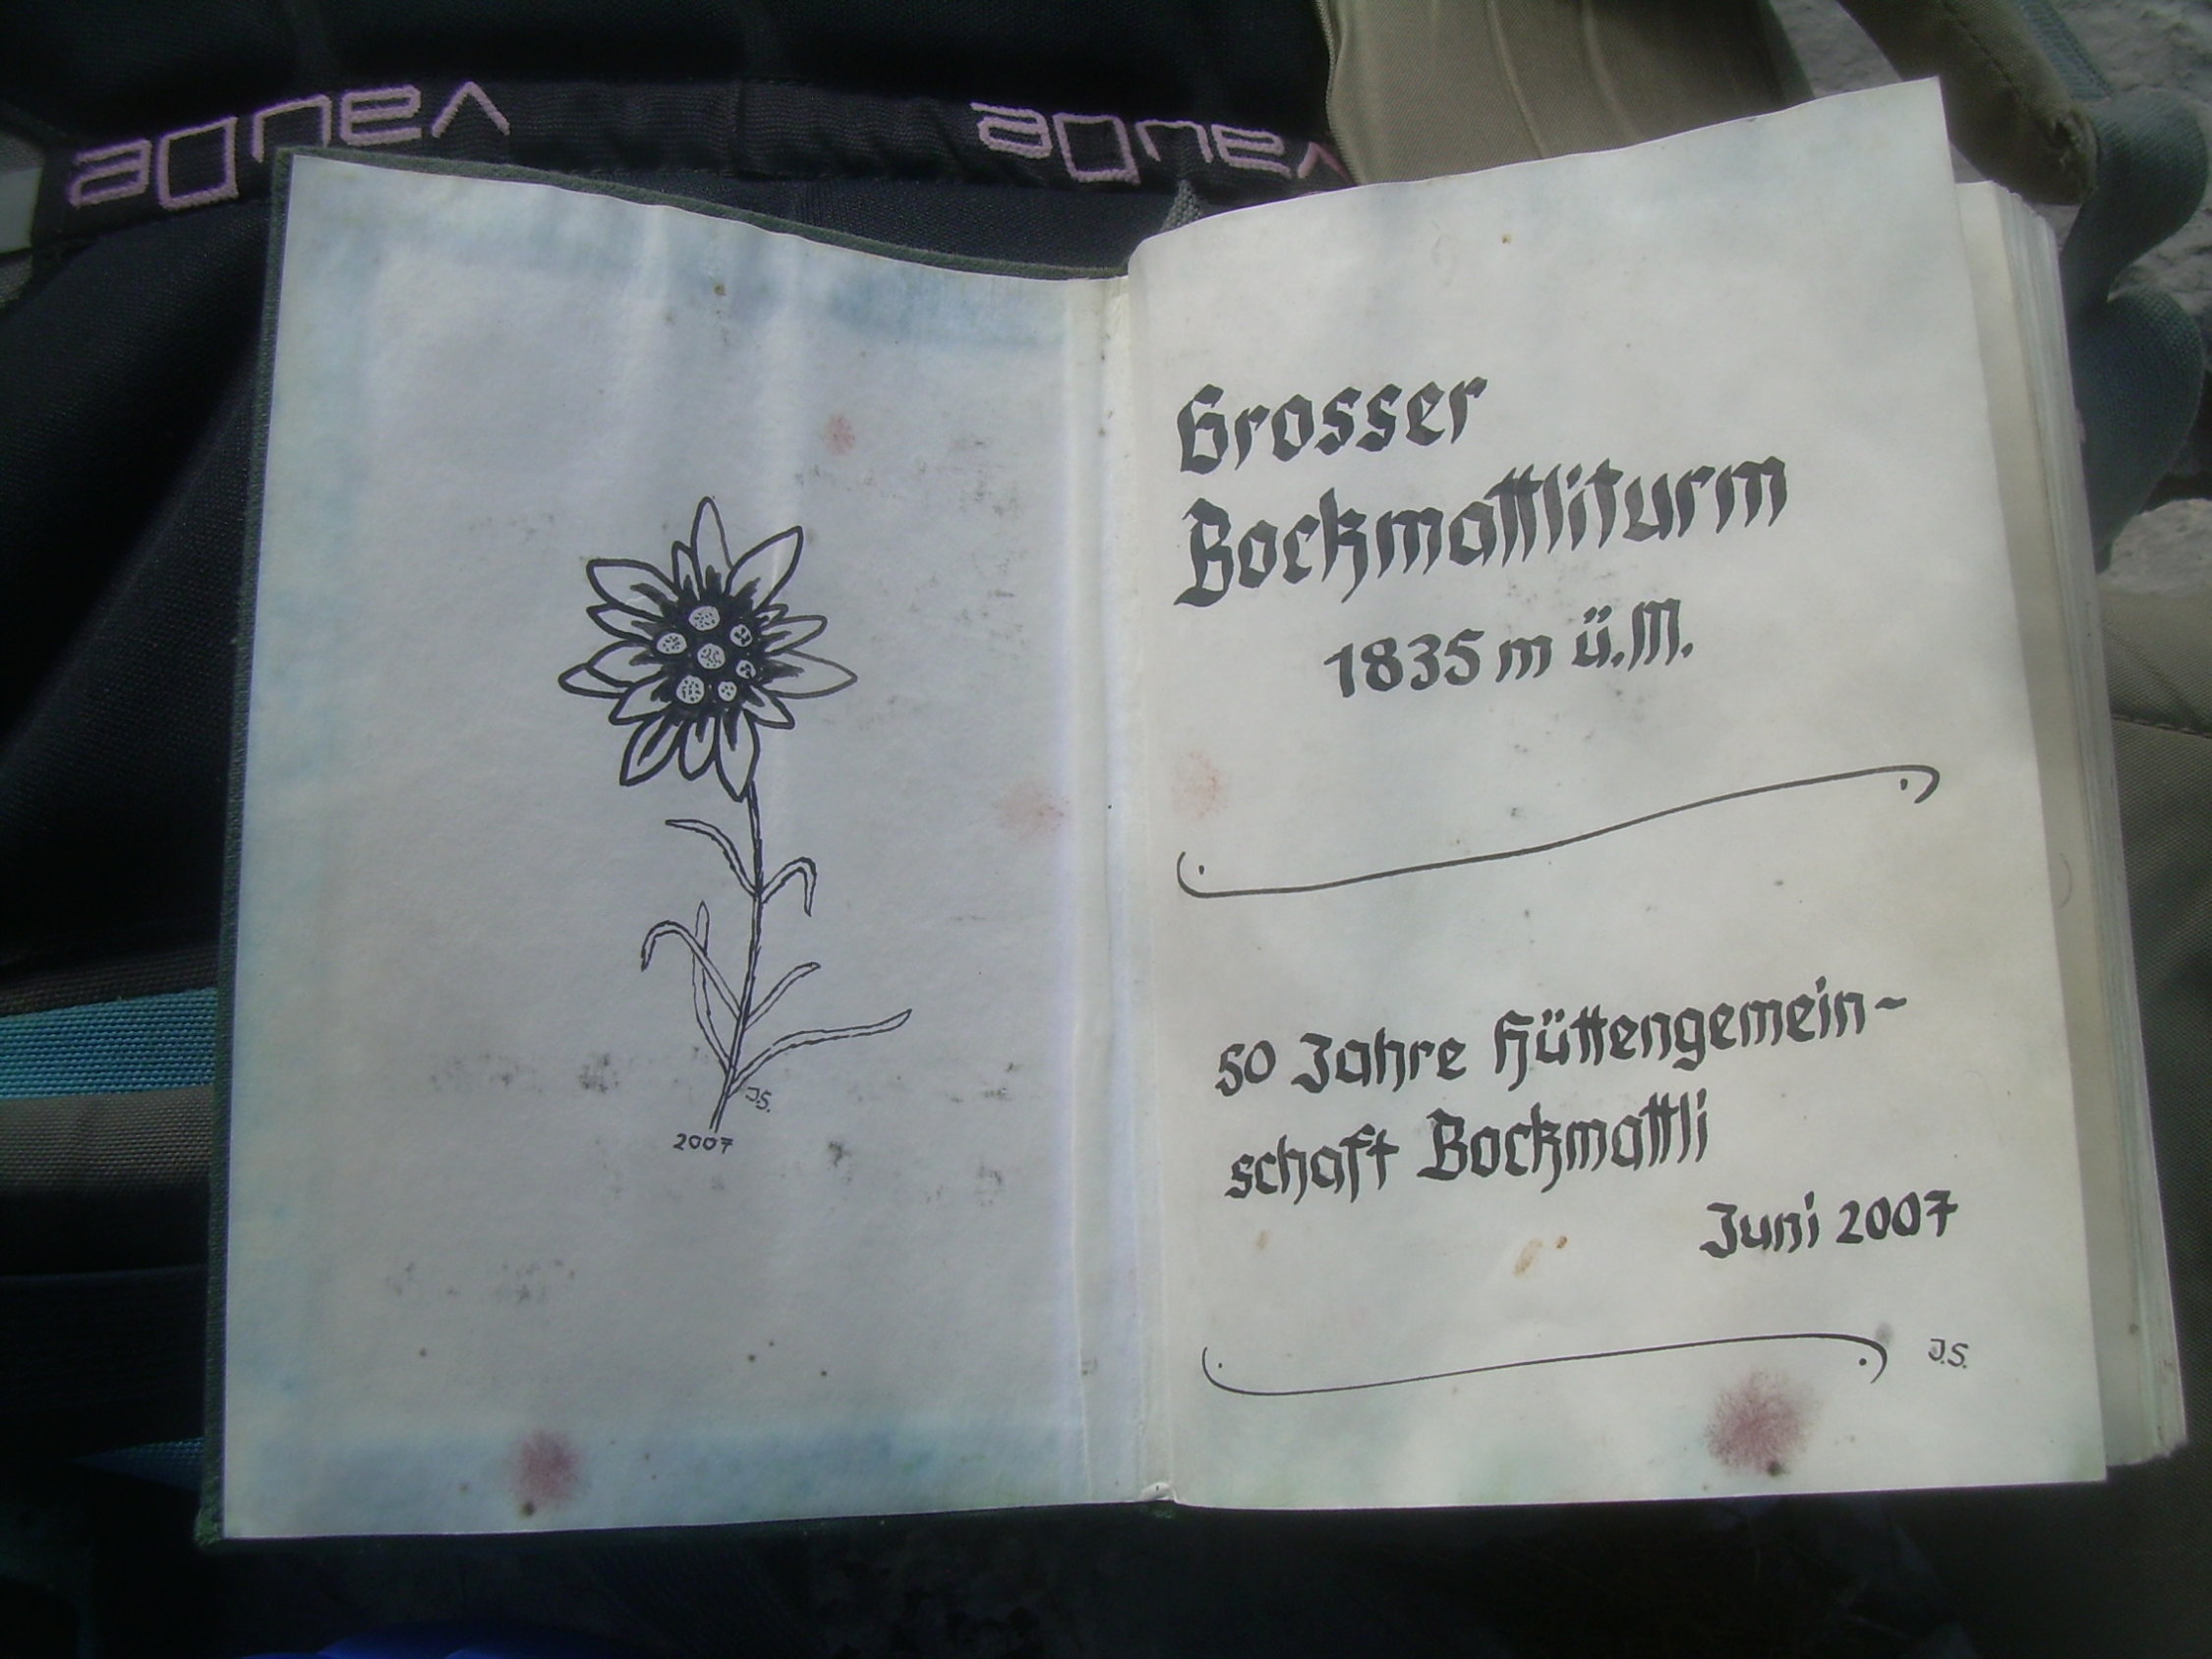 vaude
vaude
J.S.
2007
Grosser
Bockmattliturm
1835 m ü.M.
50 Jahre Hüttengemein-
schaft Bockmattli
Juni 2007
J.S.